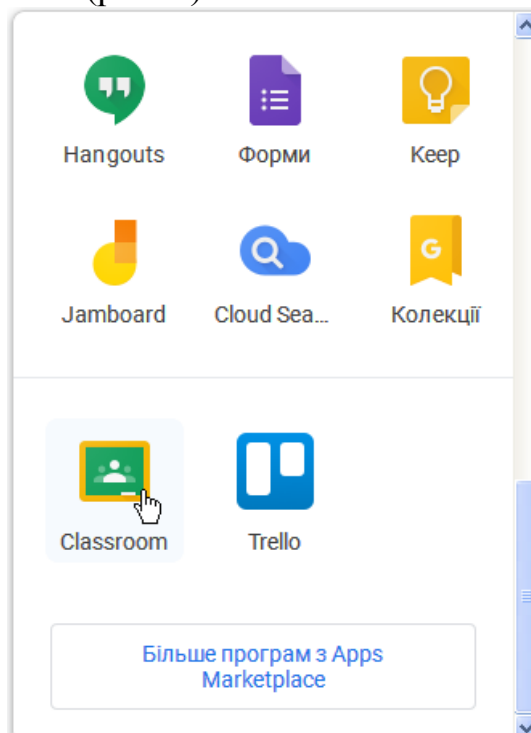 Hangouts Форми Keep
Jamboard Cloud Sea... Колекції
G
Classroom Trello
Більше програм з Apps
Marketplace